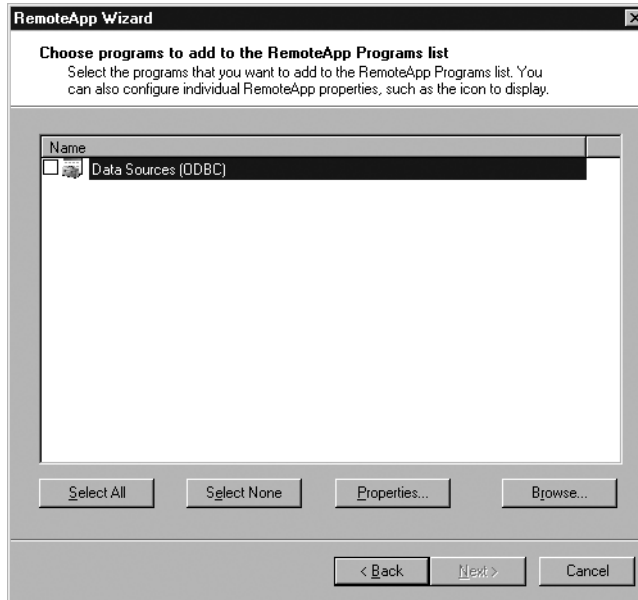 RemoteApp Wizard
Choose programs to add to the RemoteApp Programs list
Select the programs that you want to add to the RemoteApp Programs list. You
can also configure individual RemoteApp properties, such as the icon to display.
Name
Data Sources (ODBC)
Select All Select None Properties... Browse...
< Back Next > Cancel